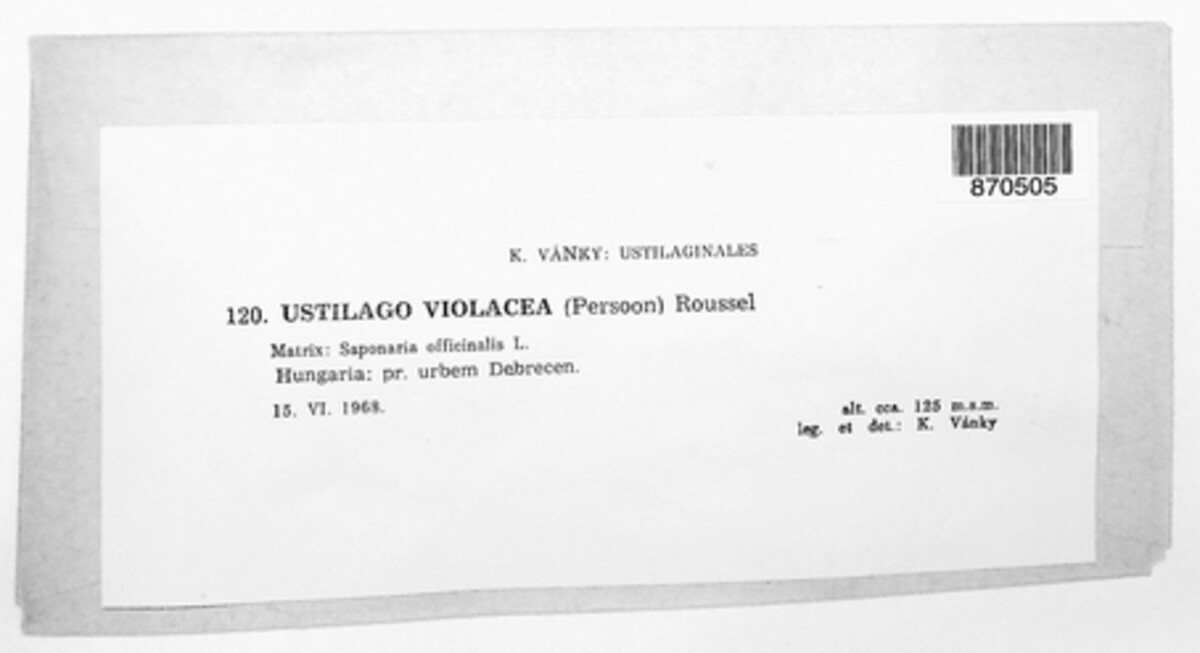 870505
K. VÁNKY: USTILAGINALES
120. USTILAGO VIOLACEA (Persoon) Roussel
Matrix: Saponaria officinalis L.
Hungaria: pr. urbem Debrecen.
15. VI. 1968.
alt. cca. 125 m.s.m.
leg. et det.: K. Vánky